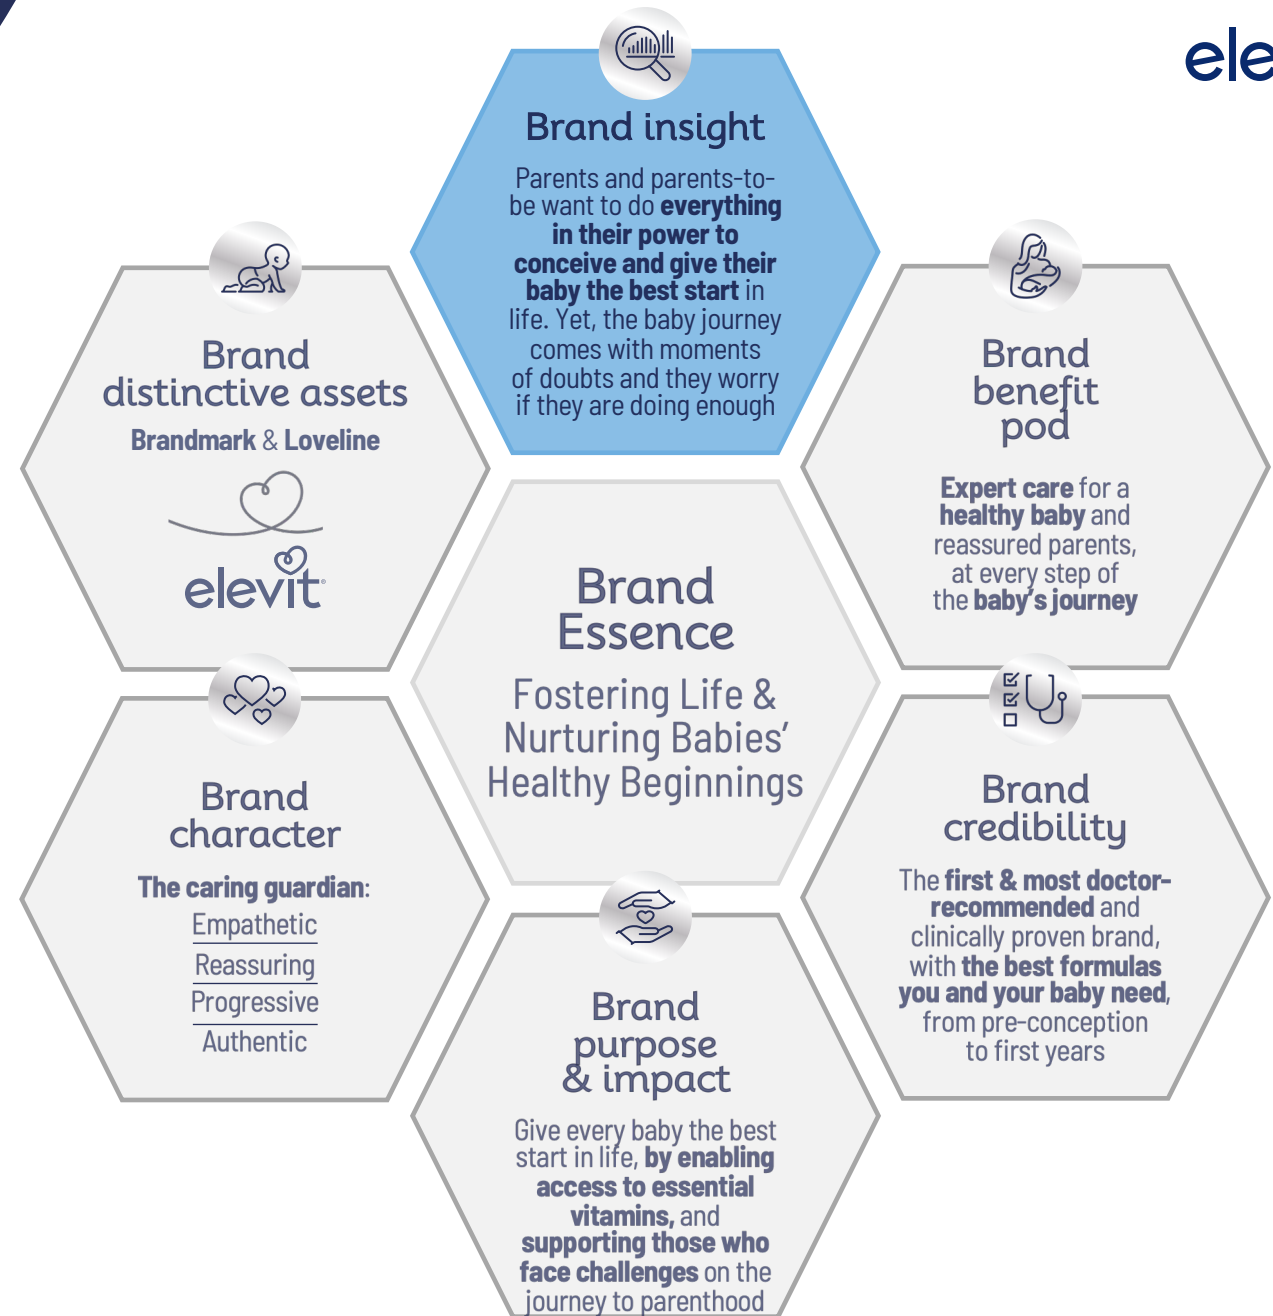 ele
Brand insight
Parents and parents-to-
be want to do everything
in their power to
conceive and give their
baby the best start in
life. Yet, the baby journey
comes with moments
of doubts and they worry
if they are doing enough
Brand
distinctive assets
Brandmark & Loveline
elevit®
Brand
benefit
pod
Expert care for a
healthy baby and
reassured parents,
at every step of
the baby’s journey
Brand
Essence
Fostering Life &
Nurturing Babies’
Healthy Beginnings
Brand
character
The caring guardian:
Empathetic
Reassuring
Progressive
Authentic
Brand
credibility
The first & most doctor-
recommended and
clinically proven brand,
with the best formulas
you and your baby need,
from pre-conception
to first years
Brand
purpose
& impact
Give every baby the best
start in life, by enabling
access to essential
vitamins, and
supporting those who
face challenges on the
journey to parenthood